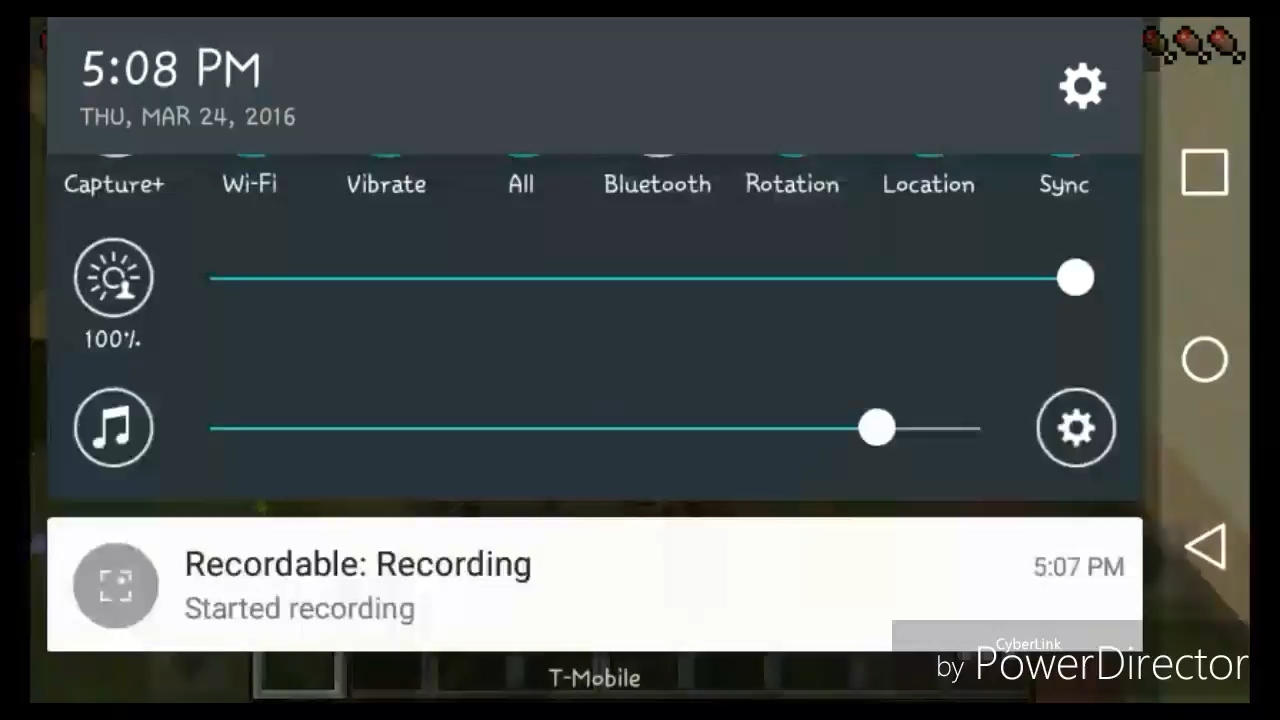 5:08 PM
THU, MAR 24, 2016
Capture+ Wi-Fi Vibrate All Bluetooth Rotation Location Sync
100%
Recordable: Recording
5:07 PM
Started recording
T-Mobile
CyberLink
by PowerDirector